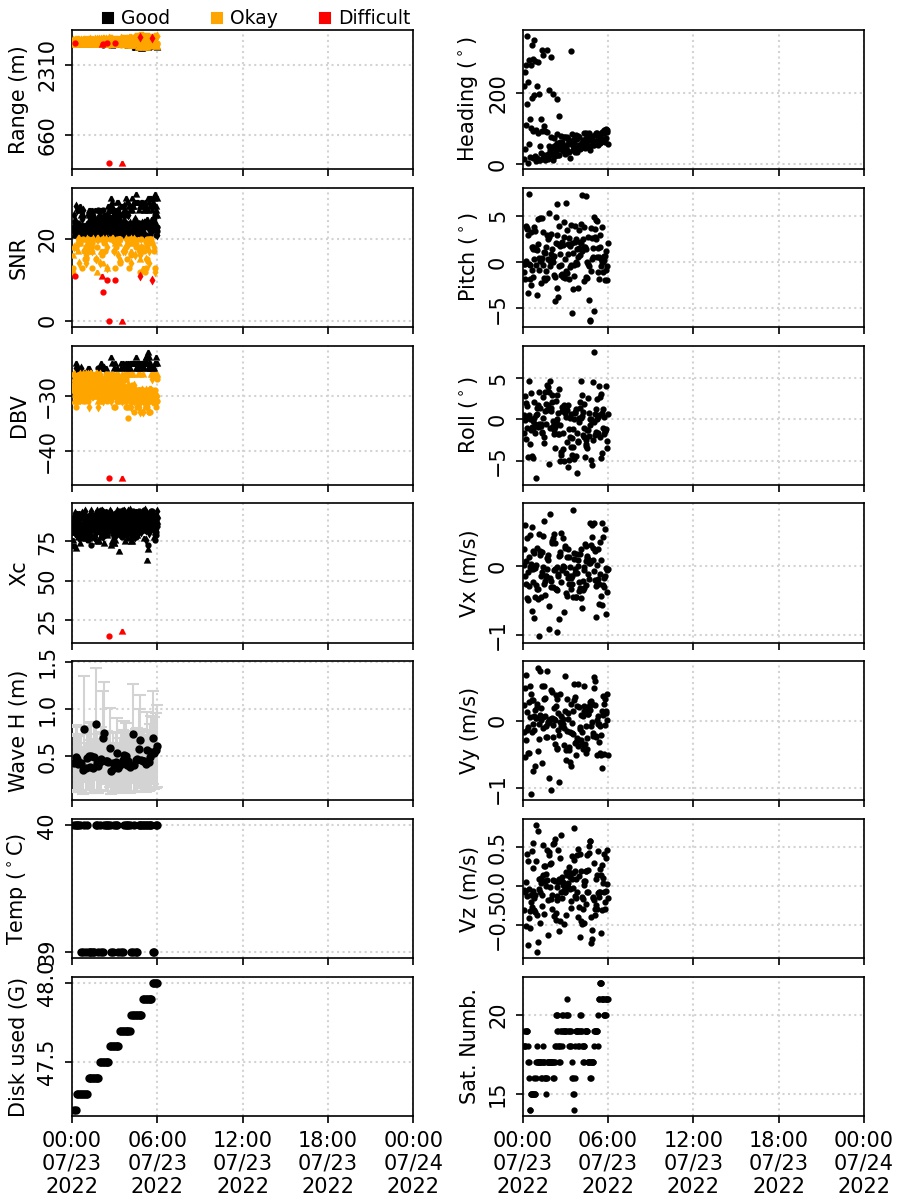 Good Okay Difficult
Range (m)
2310
660
Heading (°)
200
0
SNR
20
0
Pitch (°)
5
0
−5
DBV
−30
−40
Roll (°)
5
0
−5
Xc
75
50
25
Vx (m/s)
0
−1
Wave H (m)
1.5
1.0
0.5
Vy (m/s)
0
−1
Temp (°C)
40
39
Vz (m/s)
0.5
0.0
−0.5
Disk used (G)
48.0
47.5
Sat. Numb.
20
15
00:00 06:00 12:00 18:00 00:00
07/23 07/23 07/23 07/23 07/24
2022 2022 2022 2022 2022
00:00 06:00 12:00 18:00 00:00
07/23 07/23 07/23 07/23 07/24
2022 2022 2022 2022 2022